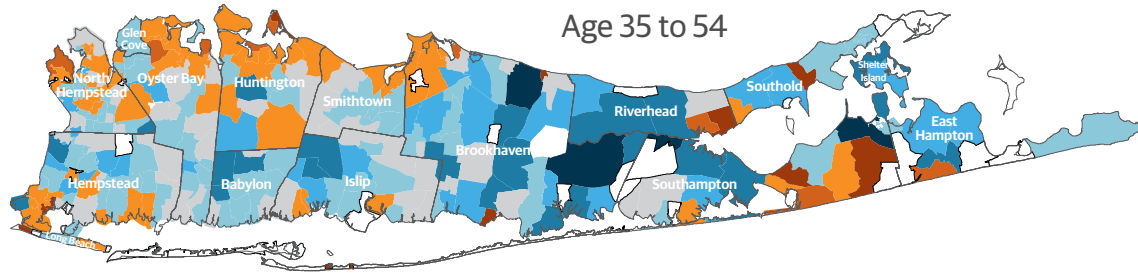 Age 35 to 54
Glen
Cove
North
Hempstead
Oyster Bay
Huntington
Smithtown
Brookhaven
Riverhead
Southold
Shelter
Island
East
Hampton
Southampton
Hempstead
Babylon
Islip
Long Beach